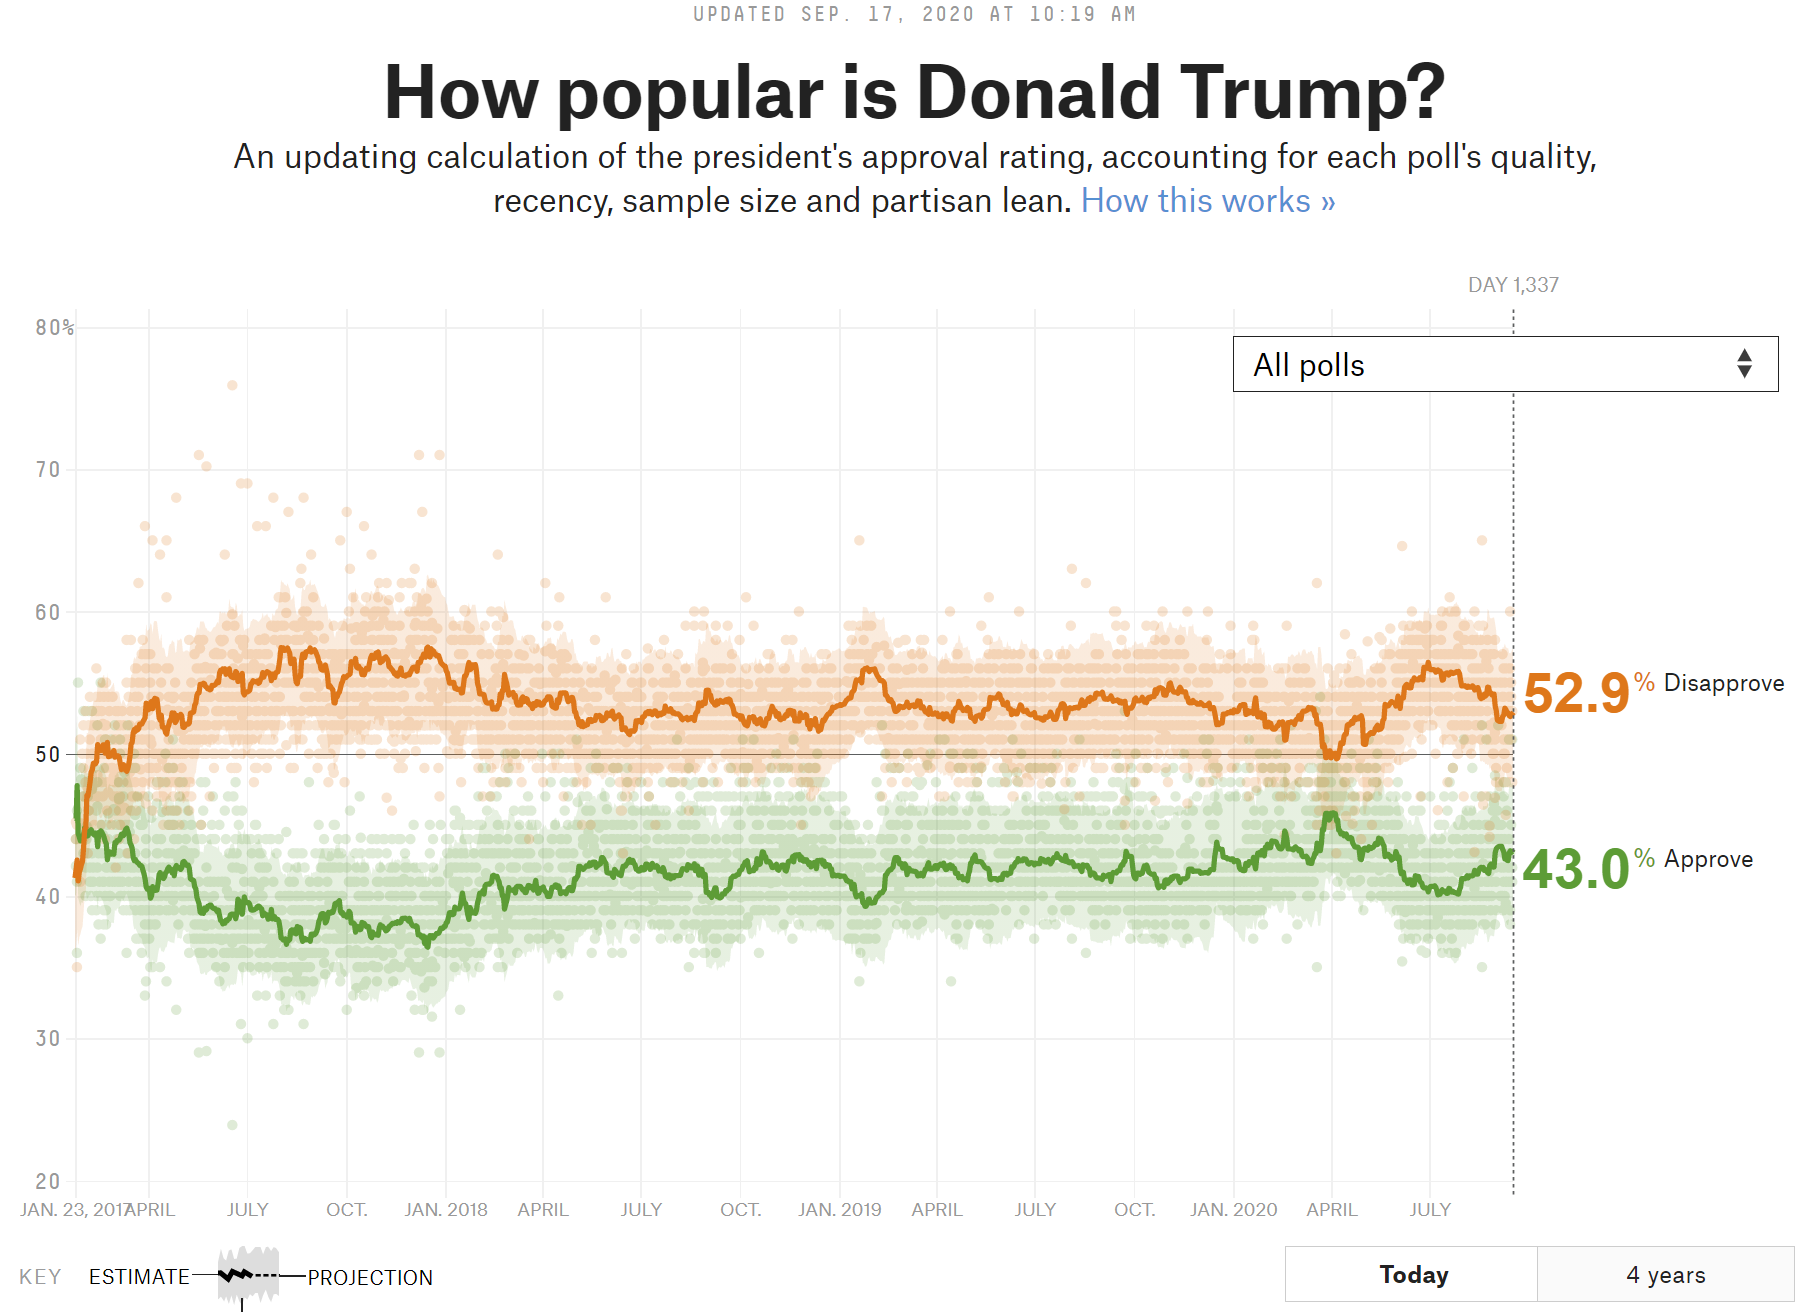 UPDATED SEP. 17, 2020 AT 10:19 AM
How popular is Donald Trump?
An updating calculation of the president's approval rating, accounting for each poll's quality,
recency, sample size and partisan lean. How this works »
DAY 1,337
80%
All polls
70
60
52.9% Disapprove
50
43.0% Approve
40
30
20
JAN. 23, 2017 APRIL JULY OCT. JAN. 2018 APRIL JULY OCT. JAN. 2019 APRIL JULY OCT. JAN. 2020 APRIL JULY
KEY ESTIMATE PROJECTION
Today 4 years